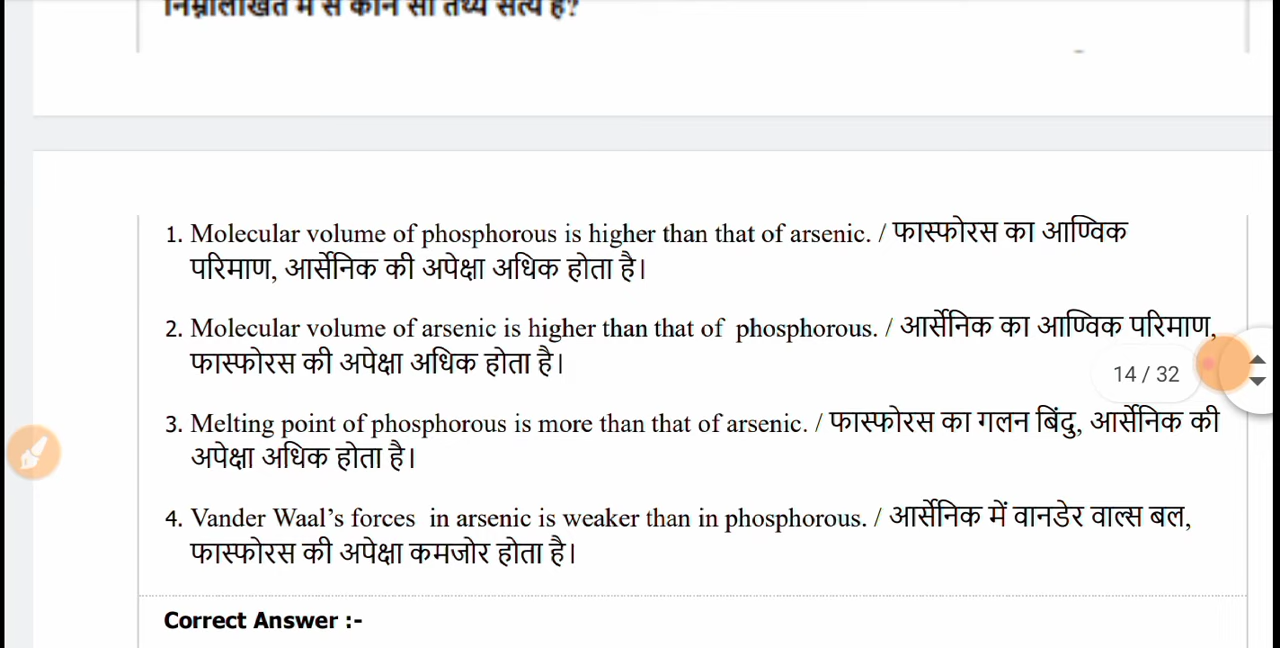 निम्नलिखित में से कौन सा तथ्य सत्य है?
1. Molecular volume of phosphorous is higher than that of arsenic. / फास्फोरस का आण्विक
परिमाण, आर्सेनिक की अपेक्षा अधिक होता है।
2. Molecular volume of arsenic is higher than that of phosphorous. / आर्सेनिक का आण्विक परिमाण,
फास्फोरस की अपेक्षा अधिक होता है।
14 / 32
3. Melting point of phosphorous is more than that of arsenic. / फास्फोरस का गलन बिंदु, आर्सेनिक की
अपेक्षा अधिक होता है।
4. Vander Waal’s forces in arsenic is weaker than in phosphorous. / आर्सेनिक में वानडेर वाल्स बल,
फास्फोरस की अपेक्षा कमजोर होता है।
Correct Answer :-